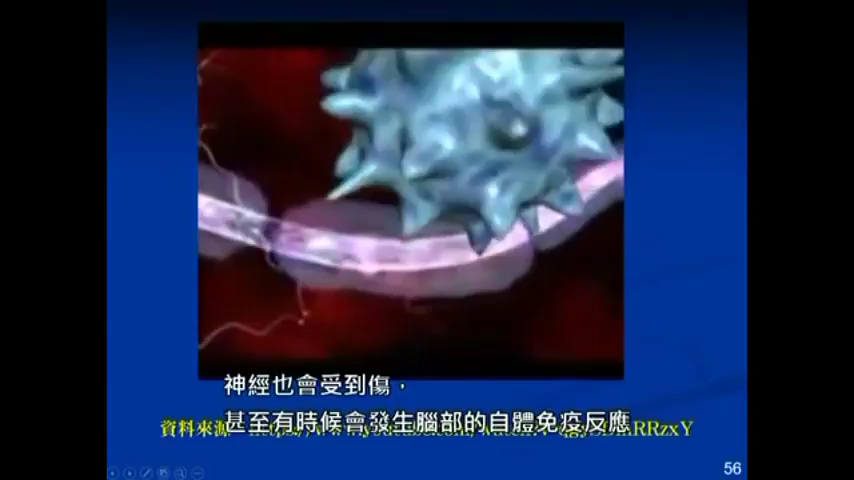 神經也會受到傷，
甚至有時候會發生腦部的自體免疫反應
資料來源
56